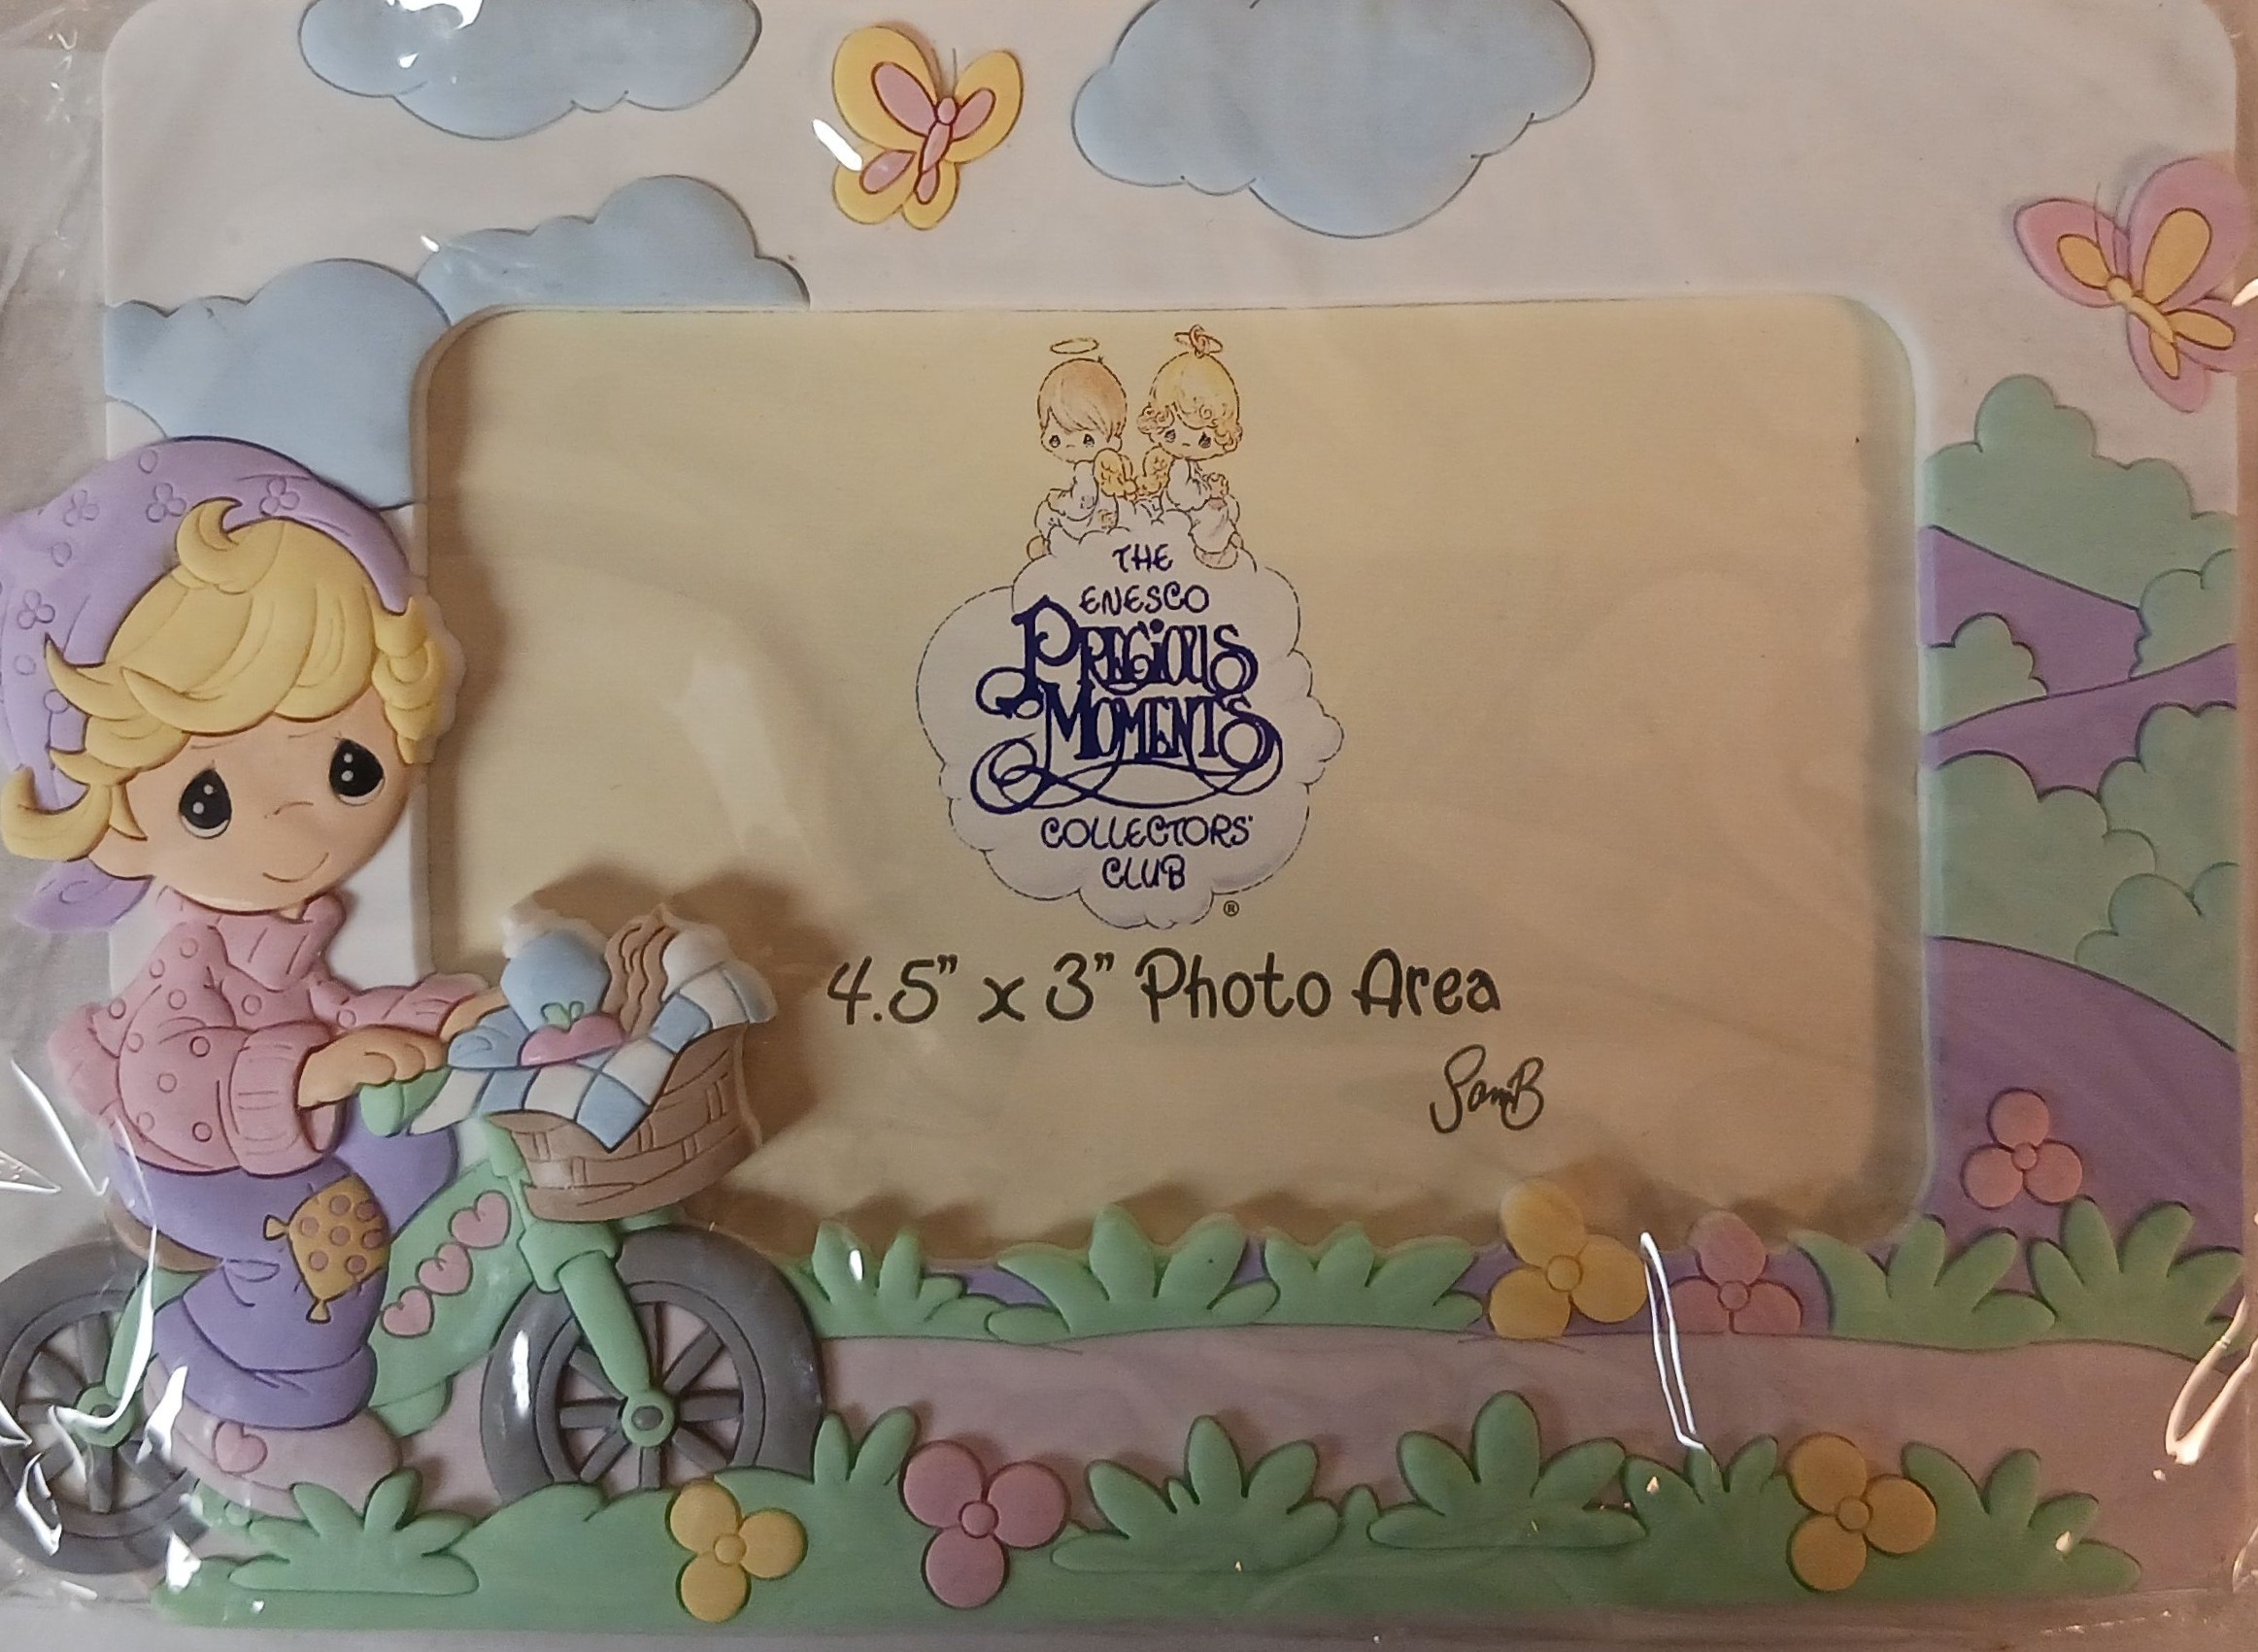 THE
ENESCO
PRECIOUS
MOMENTS
COLLECTORS'
CLUB
®
4.5" x 3" Photo Area
SamB